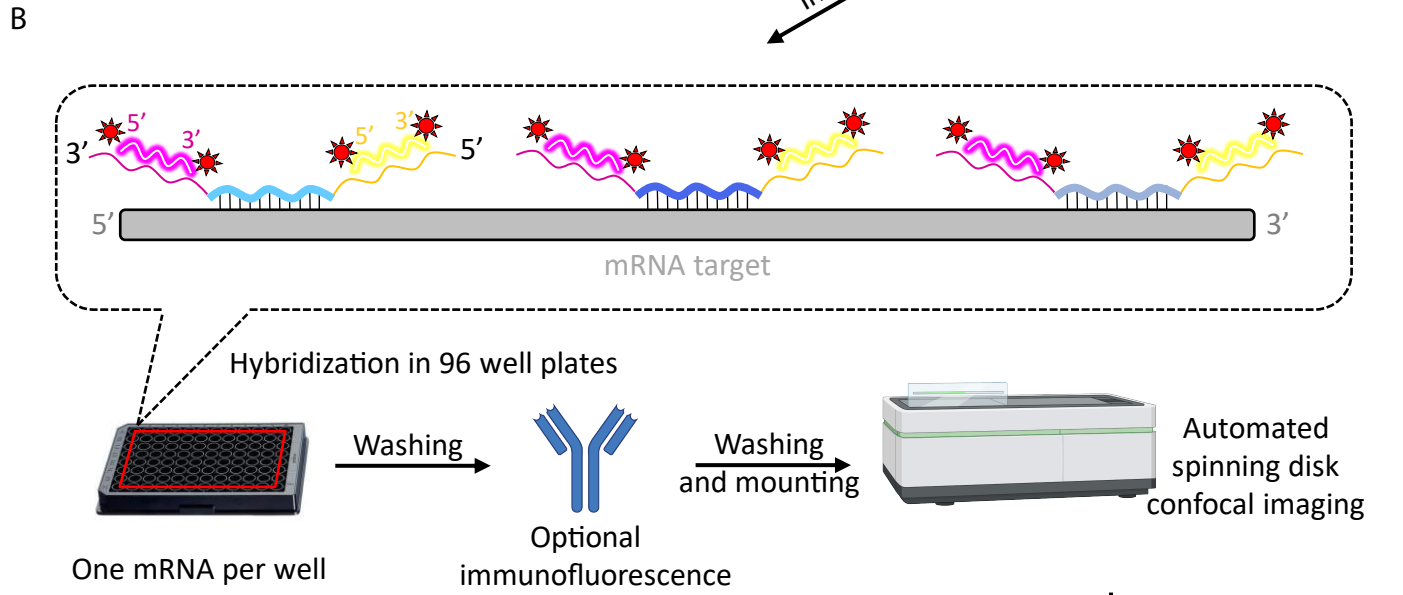 B
5’
3’
5’
3’
3’
5’
5’
3’
mRNA target
Hybridization in 96 well plates
Washing
Washing
and mounting
Automated
spinning disk
confocal imaging
Optional
immunofluorescence
One mRNA per well